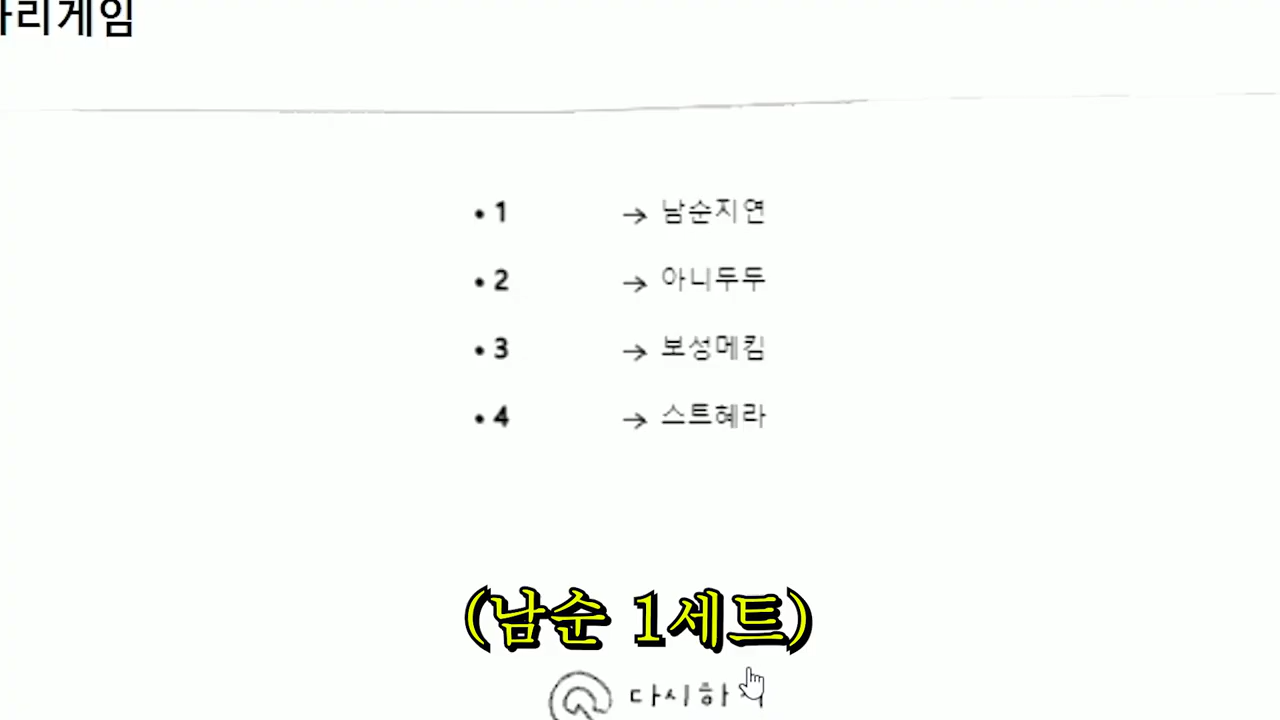 다리게임
• 1 → 남순지연
• 2 → 아니두두
• 3 → 보성메킴
• 4 → 스트헤라
(남순 1세트)
다시하